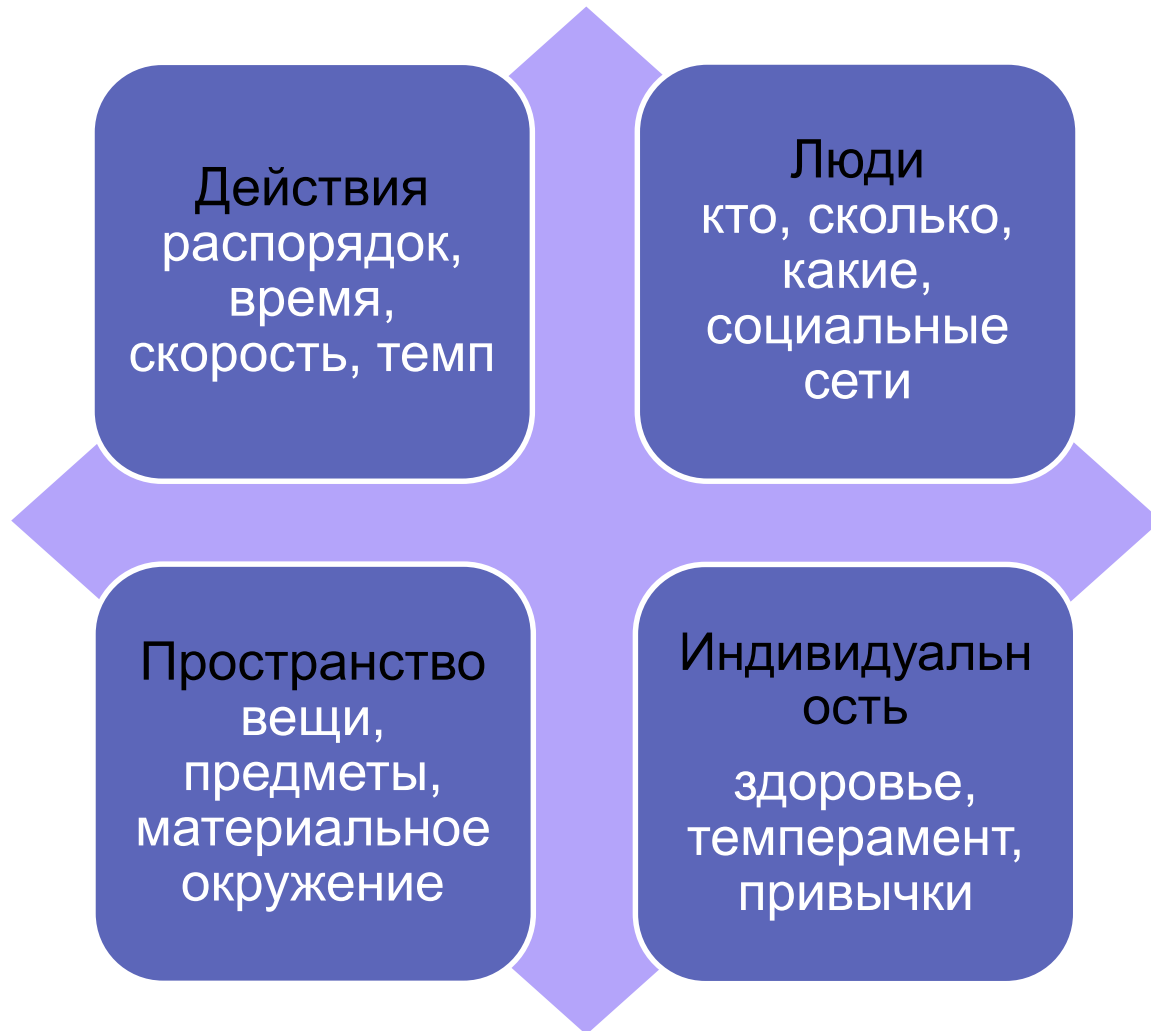 Действия
распорядок,
время,
скорость, темп
Люди
кто, сколько,
какие,
социальные
сети
Пространство
вещи,
предметы,
материальное
окружение
Индивидуальн
ость
здоровье,
темперамент,
привычки